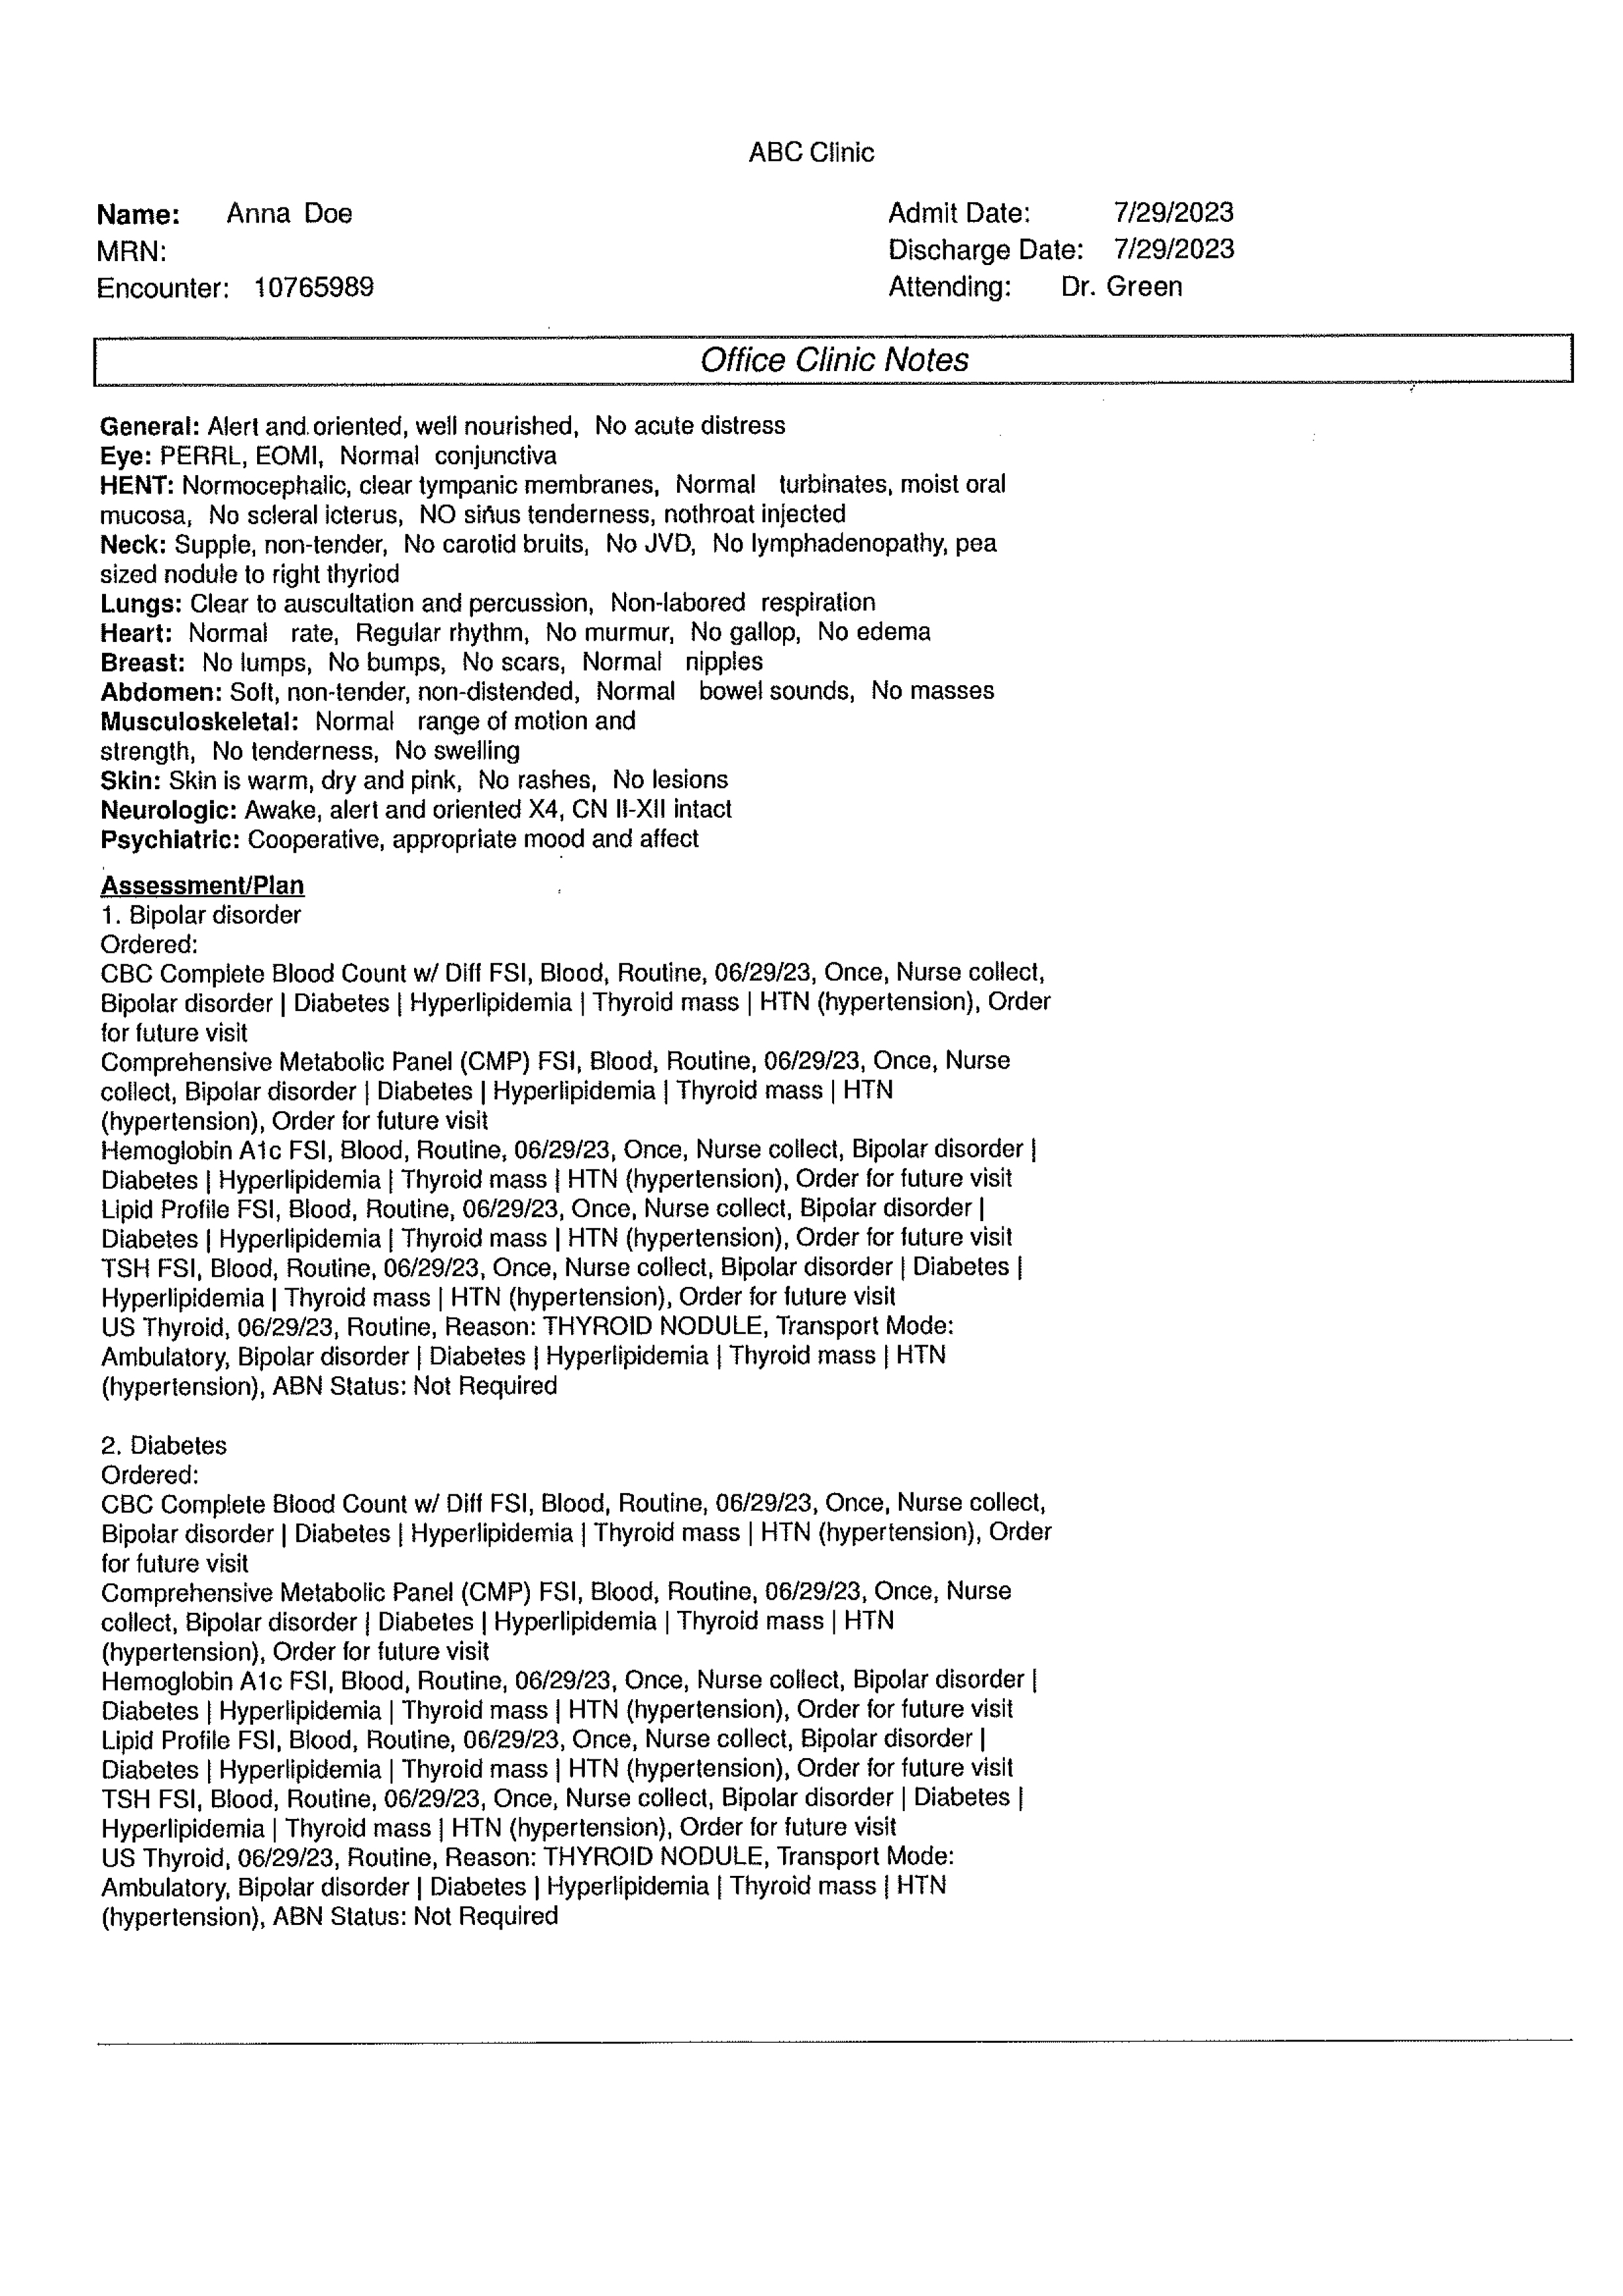 ABC Clinic
Name: Anna Doe
Admit Date: 7/29/2023
MRN:
Discharge Date: 7/29/2023
Encounter: 10765989
Attending: Dr. Green
Office Clinic Notes
General: Alert and oriented, well nourished, No acute distress
Eye: PERRL, EOMI, Normal conjunctiva
HENT: Normocephalic, clear tympanic membranes, Normal turbinates, moist oral
mucosa, No scleral icterus, NO sinus tenderness, nothroat injected
Neck: Supple, non-tender, No carotid bruits, No JVD, No lymphadenopathy, pea
sized nodule to right thyriod
Lungs: Clear to auscultation and percussion, Non-labored respiration
Heart: Normal rate, Regular rhythm, No murmur, No gallop, No edema
Breast: No lumps, No bumps, No scars, Normal nipples
Abdomen: Soft, non-tender, non-distended, Normal bowel sounds, No masses
Musculoskeletal: Normal range of motion and
strength, No tenderness, No swelling
Skin: Skin is warm, dry and pink, No rashes, No lesions
Neurologic: Awake, alert and oriented X4, CN II-XII intact
Psychiatric: Cooperative, appropriate mood and affect
Assessment/Plan
1. Bipolar disorder
Ordered:
CBC Complete Blood Count w/ Diff FSI, Blood, Routine, 06/29/23, Once, Nurse collect,
Bipolar disorder | Diabetes | Hyperlipidemia | Thyroid mass | HTN (hypertension), Order
for future visit
Comprehensive Metabolic Panel (CMP) FSI, Blood, Routine, 06/29/23, Once, Nurse
collect, Bipolar disorder | Diabetes | Hyperlipidemia | Thyroid mass | HTN
(hypertension), Order for future visit
Hemoglobin A1c FSI, Blood, Routine, 06/29/23, Once, Nurse collect, Bipolar disorder |
Diabetes | Hyperlipidemia | Thyroid mass | HTN (hypertension), Order for future visit
Lipid Profile FSI, Blood, Routine, 06/29/23, Once, Nurse collect, Bipolar disorder |
Diabetes | Hyperlipidemia | Thyroid mass | HTN (hypertension), Order for future visit
TSH FSI, Blood, Routine, 06/29/23, Once, Nurse collect, Bipolar disorder | Diabetes |
Hyperlipidemia | Thyroid mass | HTN (hypertension), Order for future visit
US Thyroid, 06/29/23, Routine, Reason: THYROID NODULE, Transport Mode:
Ambulatory, Bipolar disorder | Diabetes | Hyperlipidemia | Thyroid mass | HTN
(hypertension), ABN Status: Not Required
2. Diabetes
Ordered:
CBC Complete Blood Count w/ Diff FSI, Blood, Routine, 06/29/23, Once, Nurse collect,
Bipolar disorder | Diabetes | Hyperlipidemia | Thyroid mass | HTN (hypertension), Order
for future visit
Comprehensive Metabolic Panel (CMP) FSI, Blood, Routine, 06/29/23, Once, Nurse
collect, Bipolar disorder | Diabetes | Hyperlipidemia | Thyroid mass | HTN
(hypertension), Order for future visit
Hemoglobin A1c FSI, Blood, Routine, 06/29/23, Once, Nurse collect, Bipolar disorder |
Diabetes | Hyperlipidemia | Thyroid mass | HTN (hypertension), Order for future visit
Lipid Profile FSI, Blood, Routine, 06/29/23, Once, Nurse collect, Bipolar disorder |
Diabetes | Hyperlipidemia | Thyroid mass | HTN (hypertension), Order for future visit
TSH FSI, Blood, Routine, 06/29/23, Once, Nurse collect, Bipolar disorder | Diabetes |
Hyperlipidemia | Thyroid mass | HTN (hypertension), Order for future visit
US Thyroid, 06/29/23, Routine, Reason: THYROID NODULE, Transport Mode:
Ambulatory, Bipolar disorder | Diabetes | Hyperlipidemia | Thyroid mass | HTN
(hypertension), ABN Status: Not Required